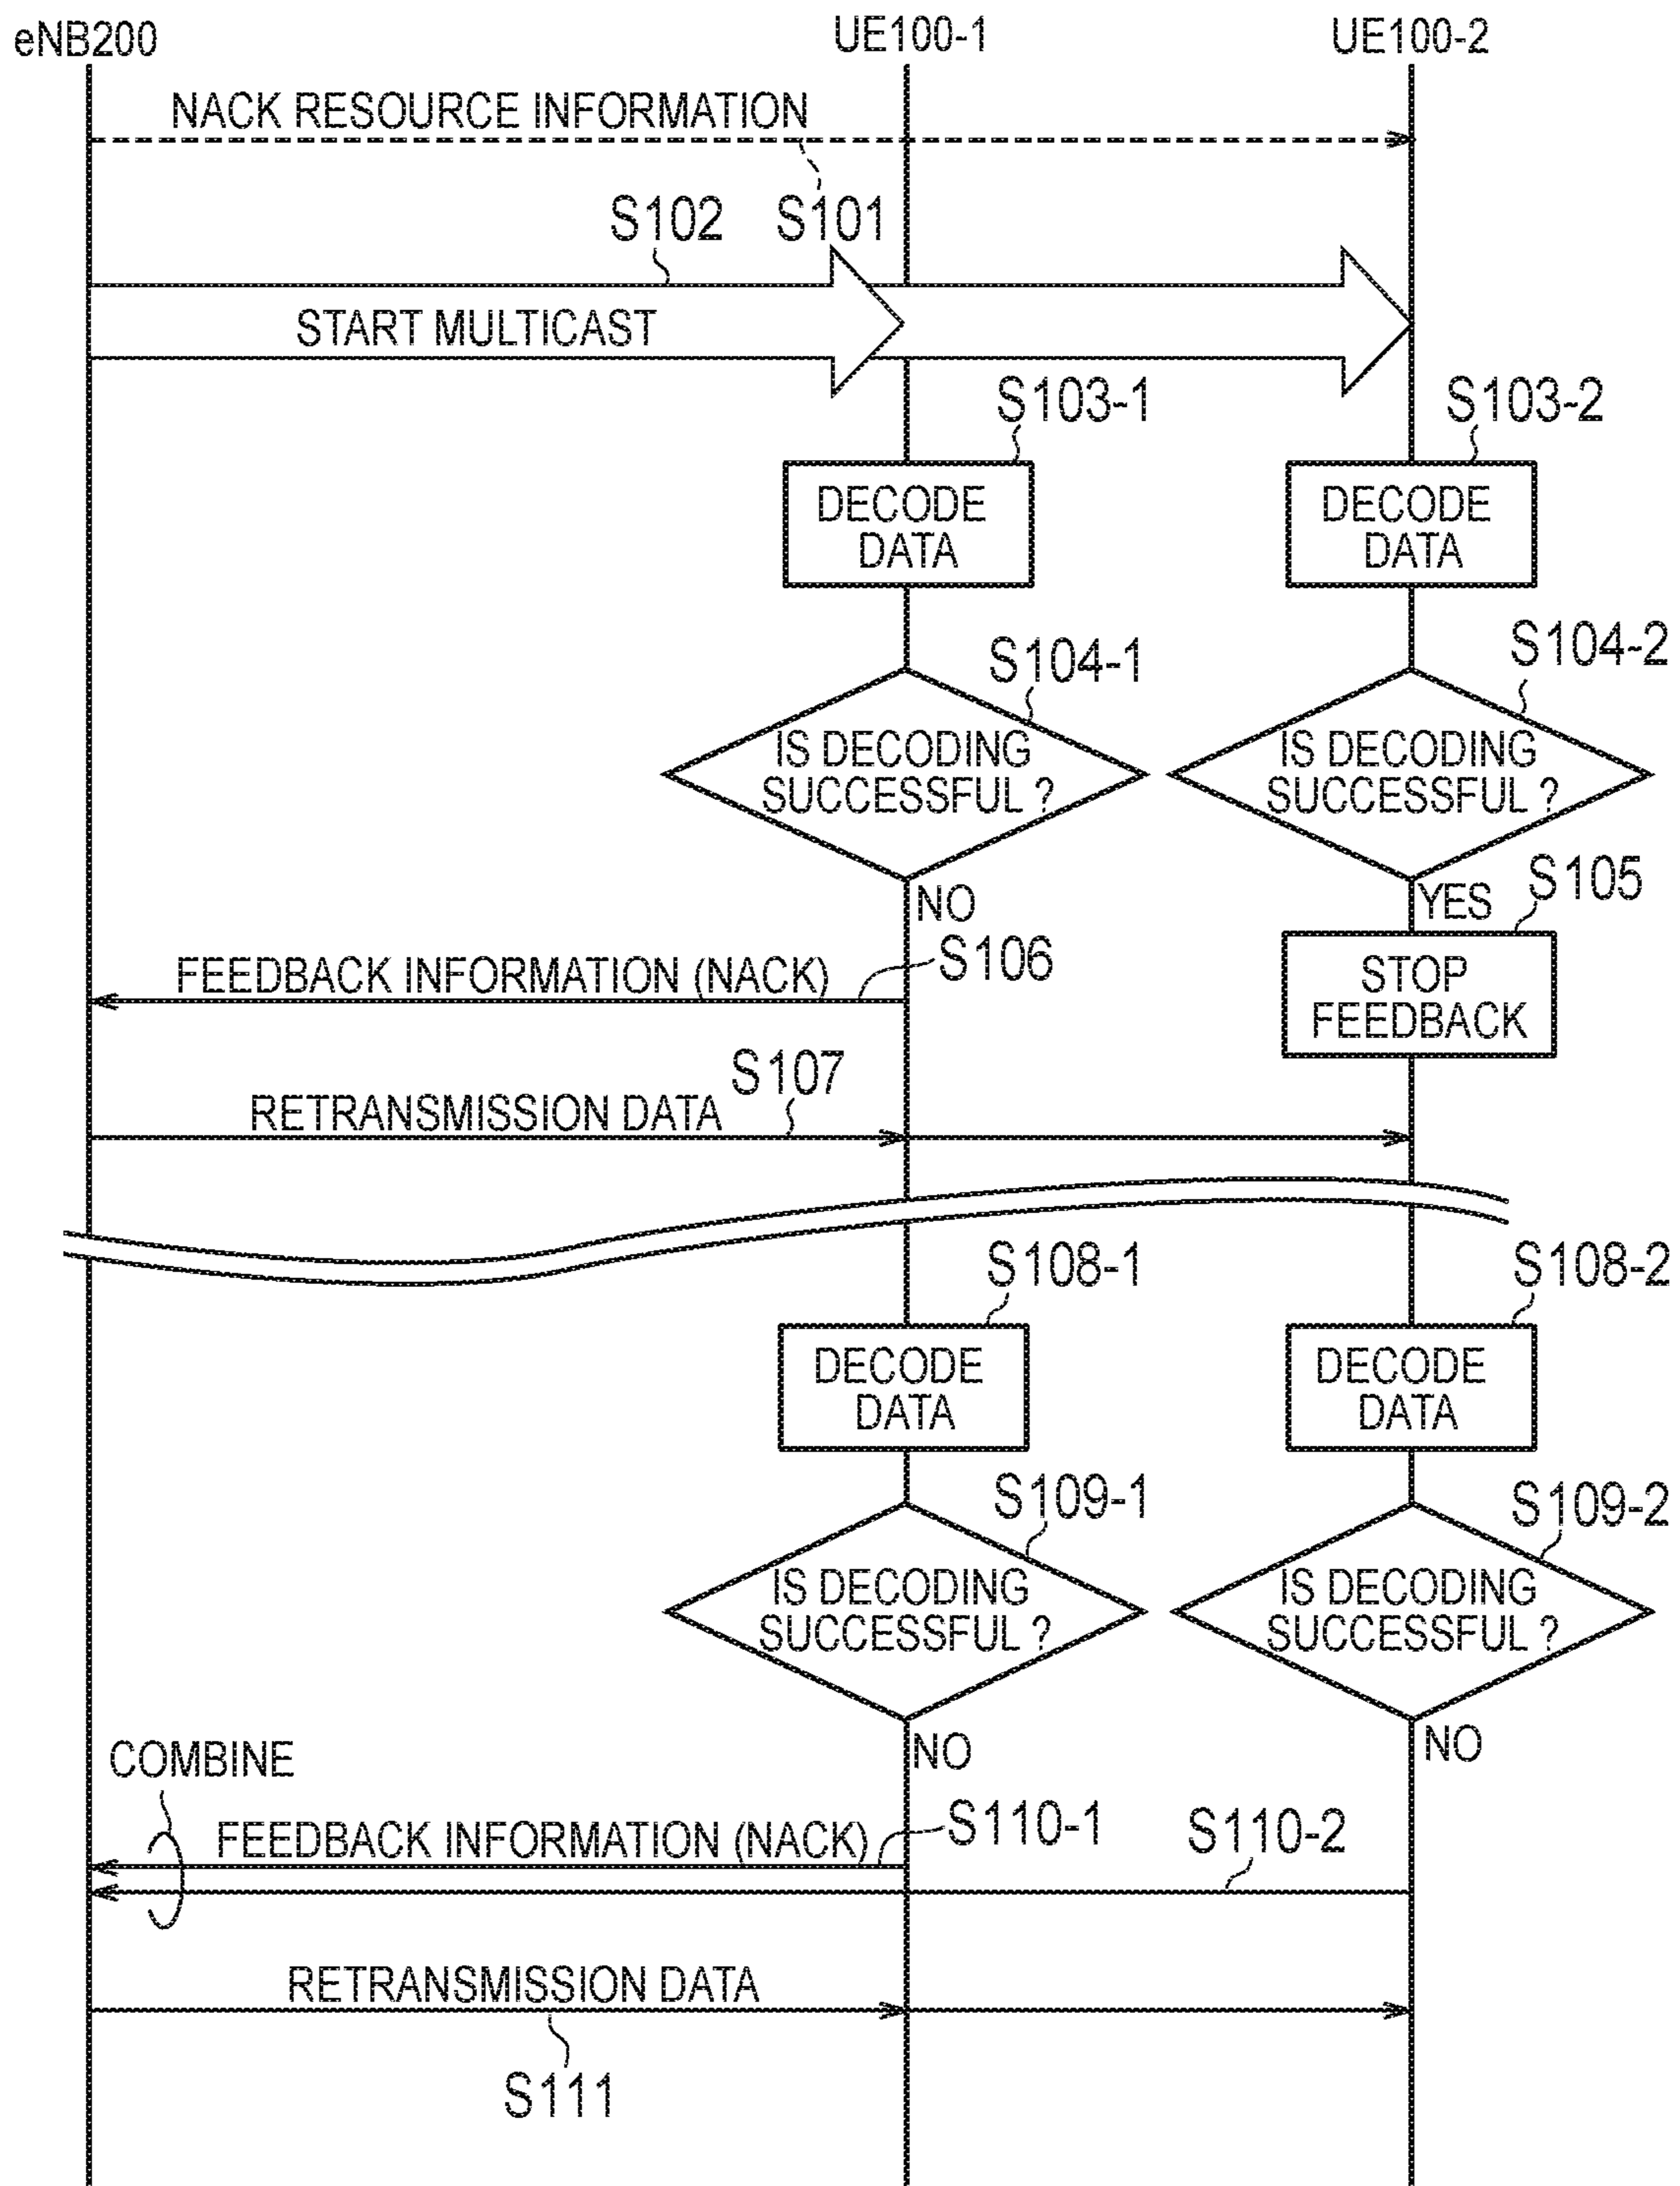 eNB200
UE100-1
UE100-2
NACK RESOURCE INFORMATION
S101
S102
START MULTICAST
S103-1
S103-2
DECODE
DATA
DECODE
DATA
S104-1
S104-2
IS DECODING
SUCCESSFUL ?
IS DECODING
SUCCESSFUL ?
NO
YES
S105
STOP
FEEDBACK
FEEDBACK INFORMATION (NACK)
S106
S107
RETRANSMISSION DATA
S108-1
S108-2
DECODE
DATA
DECODE
DATA
S109-1
S109-2
IS DECODING
SUCCESSFUL ?
IS DECODING
SUCCESSFUL ?
NO
NO
COMBINE
FEEDBACK INFORMATION (NACK)
S110-1
S110-2
RETRANSMISSION DATA
S111